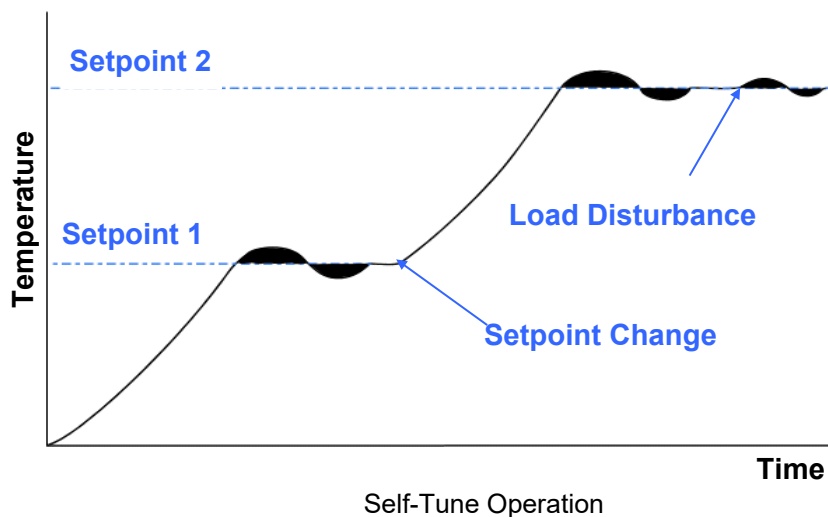 Setpoint 2
Temperature
Load Disturbance
Setpoint 1
Setpoint Change
Time
Self-Tune Operation